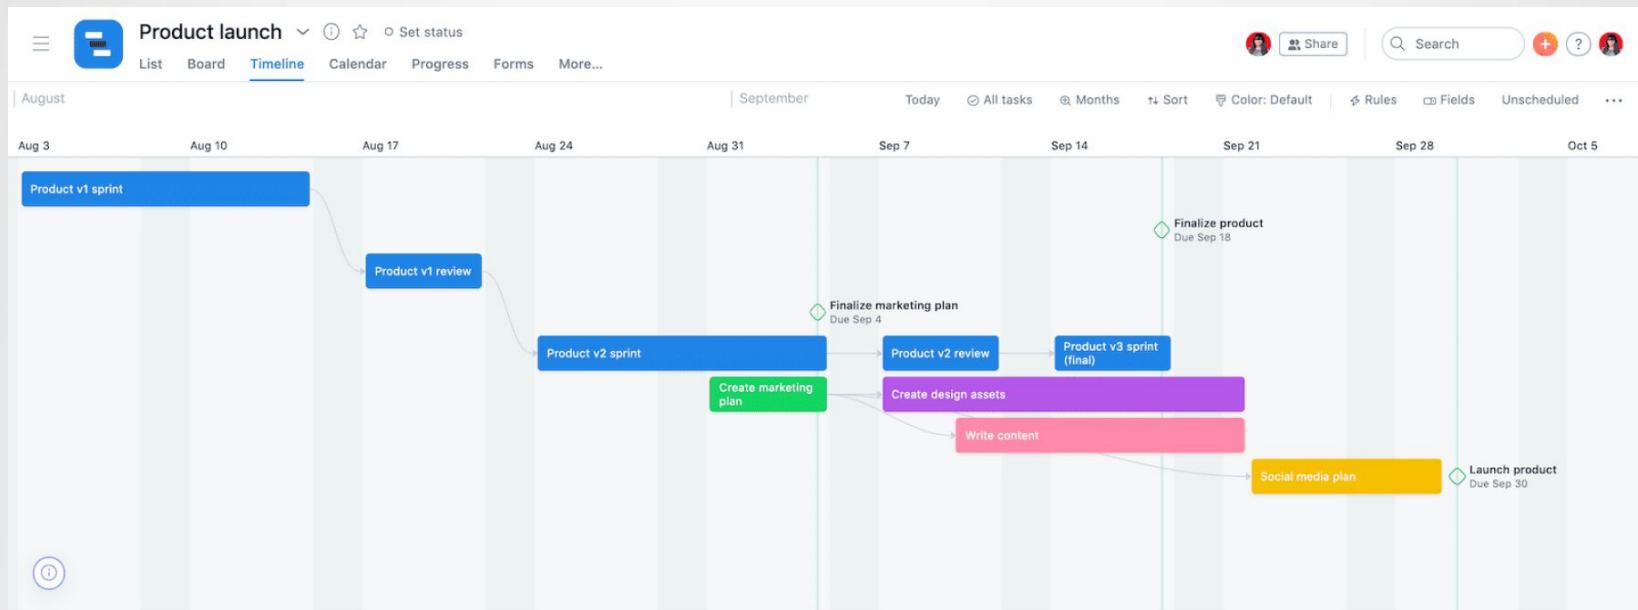 Product launch
Set status
Share
Search
+
?
List Board Timeline Calendar Progress Forms More...
August
September
Today All tasks Months Sort Color: Default Rules Fields Unscheduled ...
Aug 3 Aug 10 Aug 17 Aug 24 Aug 31 Sep 7 Sep 14 Sep 21 Sep 28 Oct 5
Product v1 sprint
Finalize product
Due Sep 18
Product v1 review
Finalize marketing plan
Due Sep 4
Product v2 sprint
Product v2 review
Product v3 sprint
(final)
Create marketing
plan
Create design assets
Write content
Social media plan
Launch product
Due Sep 30